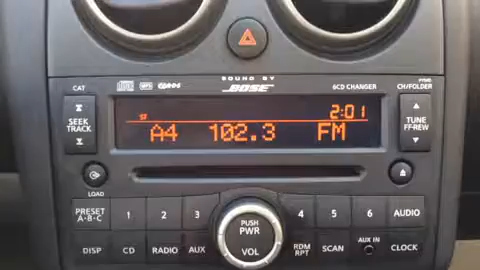 SOUND BY
CAT
BOSE
6CD CHANGER
CH/FOLDER
SEEK
TRACK
ST
2:01
A4 102.3 FM
TUNE
FF·REW
LOAD
PRESET
A·B·C
1 2 3
PUSH
PWR
VOL
4 5 6
AUDIO
DISP
CD
RADIO
AUX
RDM
RPT
SCAN
AUX IN
CLOCK